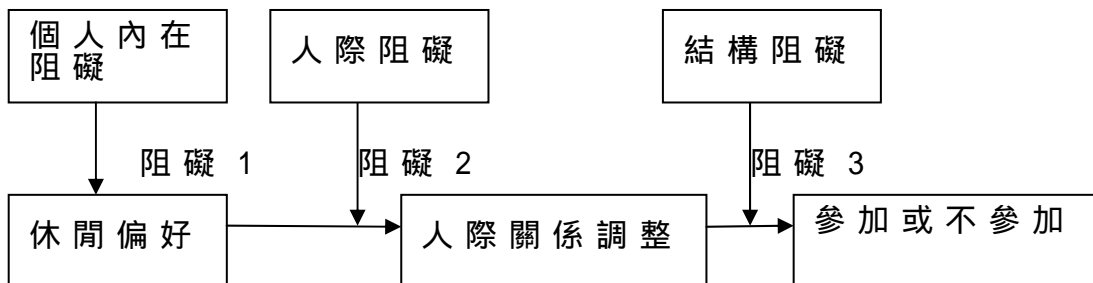 個人內在
阻礙
人際阻礙
結構阻礙
阻礙 1
阻礙 2
阻礙 3
休閒偏好
人際關係調整
參加或不參加